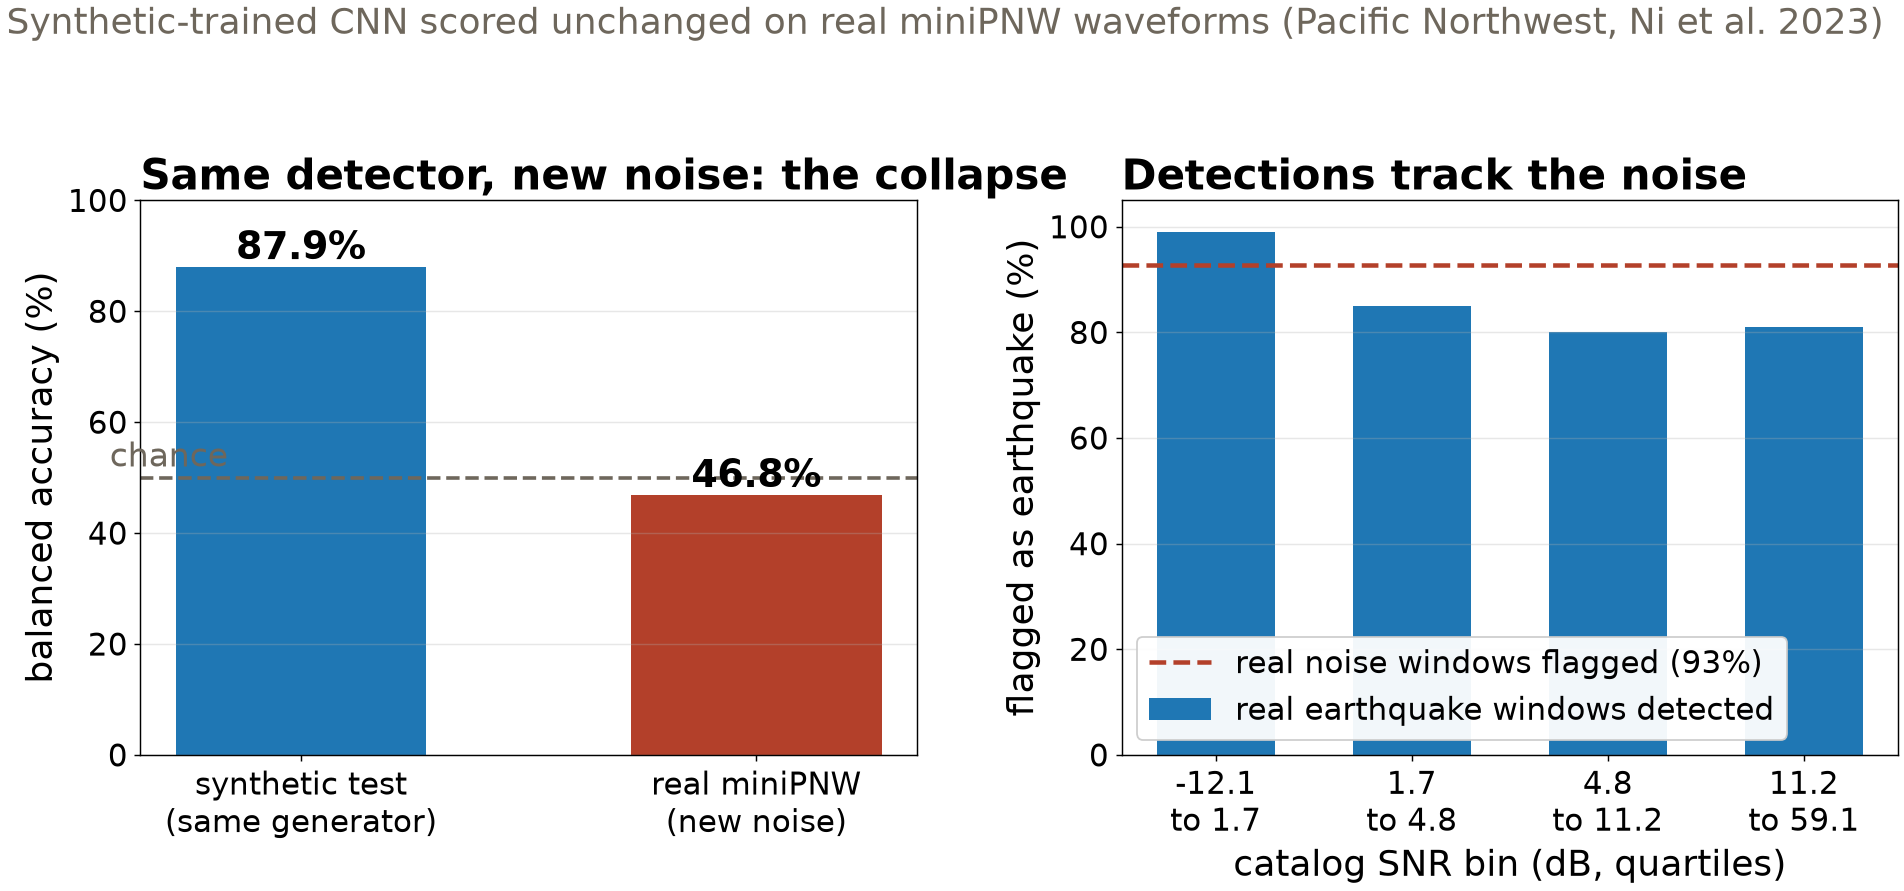 Synthetic-trained CNN scored unchanged on real miniPNW waveforms (Pacific Northwest, Ni et al. 2023)
Same detector, new noise: the collapse
balanced accuracy (%)
100
80
60
40
20
0
87.9%
chance
46.8%
synthetic test
(same generator)
real miniPNW
(new noise)
Detections track the noise
flagged as earthquake (%)
100
80
60
40
20
0
real noise windows flagged (93%)
real earthquake windows detected
-12.1
to 1.7
1.7
to 4.8
4.8
to 11.2
11.2
to 59.1
catalog SNR bin (dB, quartiles)